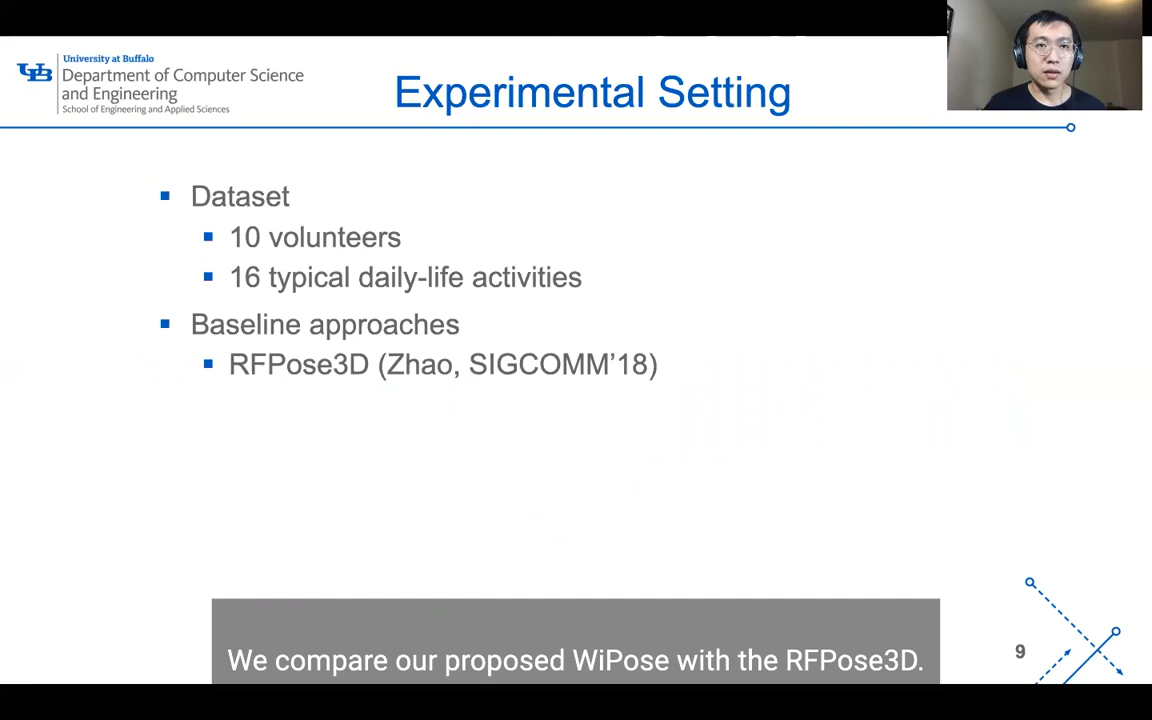 UB
University at Buffalo
Department of Computer Science
and Engineering
School of Engineering and Applied Sciences
Experimental Setting
Dataset
10 volunteers
16 typical daily-life activities
Baseline approaches
RFPose3D (Zhao, SIGCOMM’18)
We compare our proposed WiPose with the RFPose3D.
9